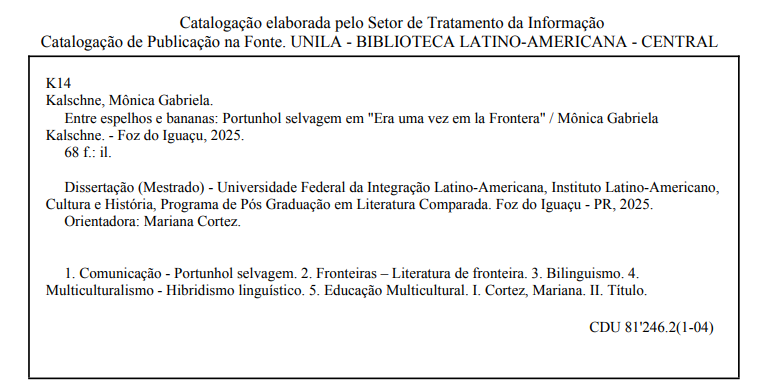 Catalogação elaborada pelo Setor de Tratamento da Informação
Catalogação de Publicação na Fonte. UNILA - BIBLIOTECA LATINO-AMERICANA - CENTRAL
K14
Kalschne, Mônica Gabriela.
Entre espelhos e bananas: Portunhol selvagem em "Era uma vez em la Frontera" / Mônica Gabriela
Kalschne. - Foz do Iguaçu, 2025.
68 f.: il.
Dissertação (Mestrado) - Universidade Federal da Integração Latino-Americana, Instituto Latino-Americano,
Cultura e História, Programa de Pós Graduação em Literatura Comparada. Foz do Iguaçu - PR, 2025.
Orientadora: Mariana Cortez.
1. Comunicação - Portunhol selvagem. 2. Fronteiras – Literatura de fronteira. 3. Bilinguismo. 4.
Multiculturalismo - Hibridismo linguístico. 5. Educação Multicultural. I. Cortez, Mariana. II. Título.
CDU 81'246.2(1-04)